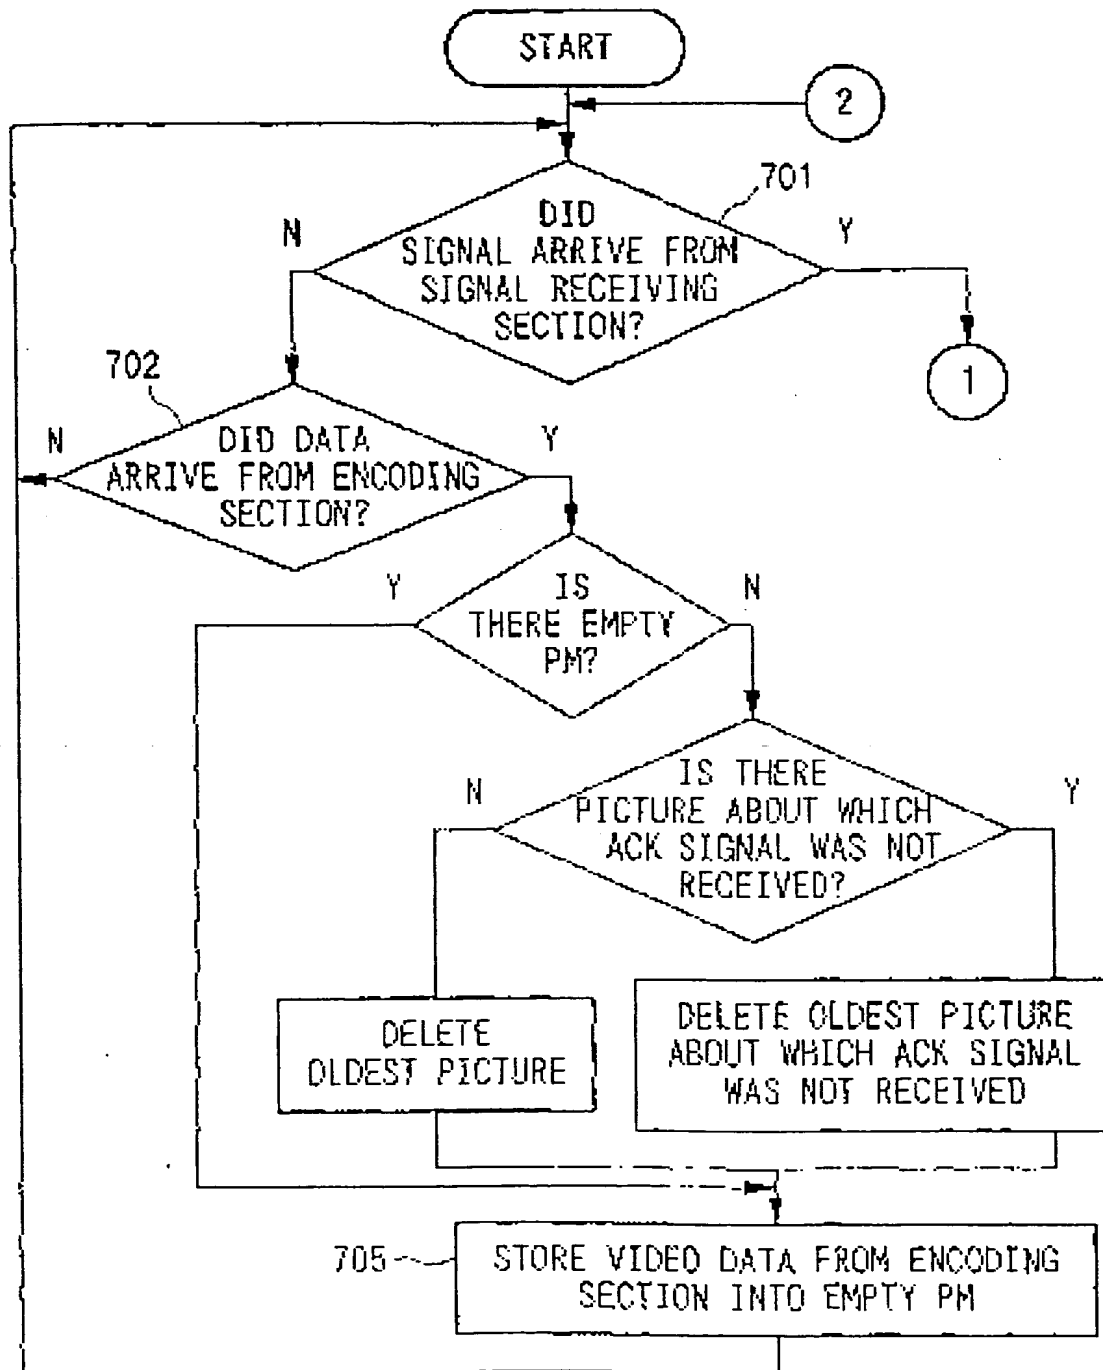 START
2
701
DID
SIGNAL ARRIVE FROM
SIGNAL RECEIVING
SECTION?
N
Y
1
702
DID DATA
ARRIVE FROM ENCODING
SECTION?
N
Y
IS
THERE EMPTY
PM?
Y
N
IS THERE
PICTURE ABOUT WHICH
ACK SIGNAL WAS NOT
RECEIVED?
N
Y
DELETE
OLDEST PICTURE
DELETE OLDEST PICTURE
ABOUT WHICH ACK SIGNAL
WAS NOT RECEIVED
705
STORE VIDEO DATA FROM ENCODING
SECTION INTO EMPTY PM